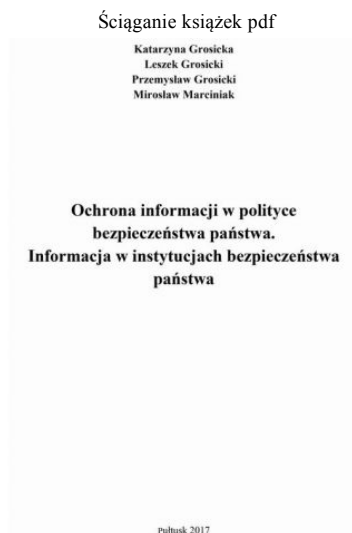 Ściąganie książek pdf
Katarzyna Grosicka
Leszek Grosicki
Przemysław Grosicki
Mirosław Marciniak
Ochrona informacji w polityce
bezpieczeństwa państwa.
Informacja w instytucjach bezpieczeństwa
państwa
Pułtusk 2017